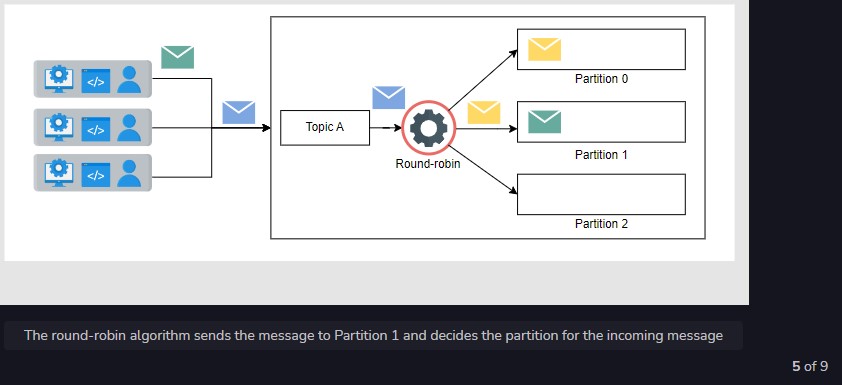 </>
</>
</>
Topic A
Round-robin
Partition 0
Partition 1
Partition 2
The round-robin algorithm sends the message to Partition 1 and decides the partition for the incoming message
5 of 9